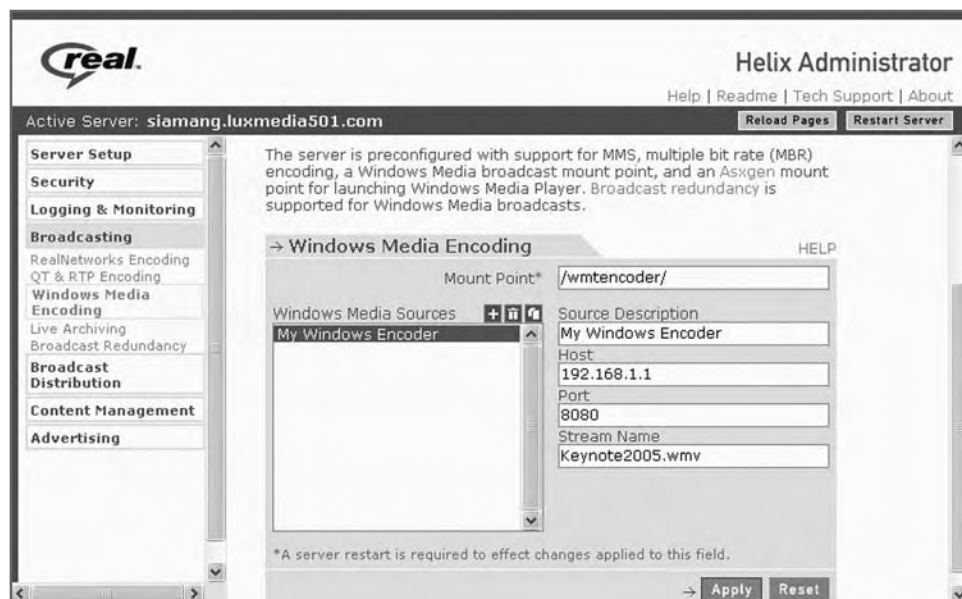 real.
Helix Administrator
Help | Readme | Tech Support | About
Active Server: siamang.luxmedia501.com
Reload Pages
Restart Server
Server Setup
Security
Logging & Monitoring
Broadcasting
RealNetworks Encoding
QT & RTP Encoding
Windows Media
Encoding
Live Archiving
Broadcast Redundancy
Broadcast
Distribution
Content Management
Advertising
The server is preconfigured with support for MMS, multiple bit rate (MBR)
encoding, a Windows Media broadcast mount point, and an Asxgen mount
point for launching Windows Media Player. Broadcast redundancy is
supported for Windows Media broadcasts.
→ Windows Media Encoding
HELP
Mount Point*
/wmtencoder/
Windows Media Sources
My Windows Encoder
Source Description
My Windows Encoder
Host
192.168.1.1
Port
8080
Stream Name
Keynote2005.wmv
*A server restart is required to effect changes applied to this field.
→ Apply
Reset